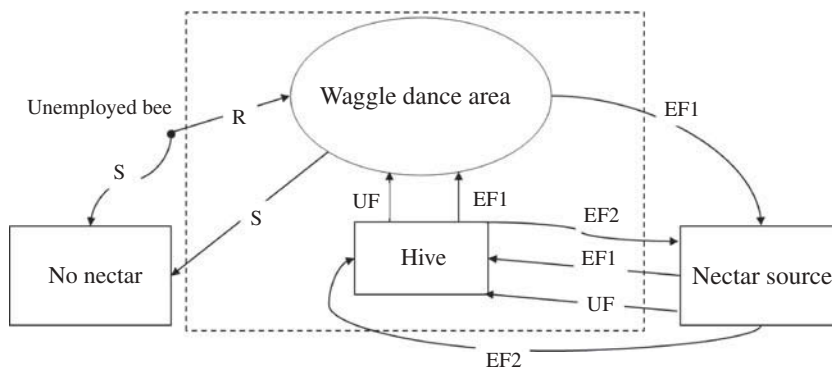 Waggle dance area
Unemployed bee
R
EF1
S
UF
EF1
S
EF2
No nectar
Hive
EF1
Nectar source
UF
EF2